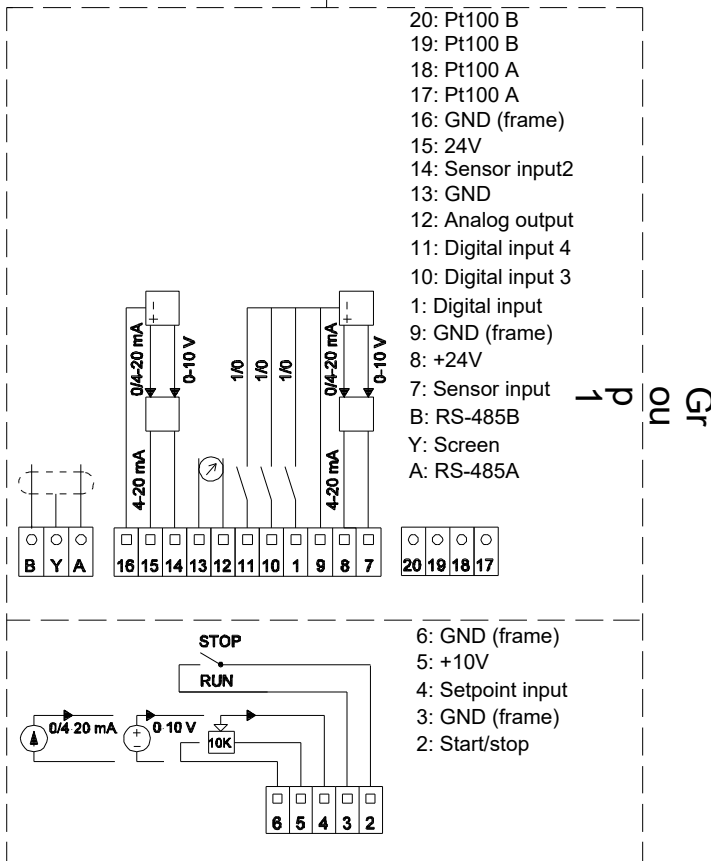 20: Pt100 B
19: Pt100 B
18: Pt100 A
17: Pt100 A
16: GND (frame)
15: 24V
14: Sensor input2
13: GND
12: Analog output
11: Digital input 4
10: Digital input 3
1: Digital input
9: GND (frame)
8: +24V
7: Sensor input
B: RS-485B
Y: Screen
A: RS-485A
Gr
ou
p
1
- +
0/4-20 mA
0-10 V
1/0
1/0
1/0
- +
0/4-20 mA
0-10 V
4-20 mA
4-20 mA
B Y A
16 15 14 13 12 11 10 1 9 8 7
20 19 18 17
STOP
RUN
0/4-20 mA
+ -
0-10 V
10K
6 5 4 3 2
6: GND (frame)
5: +10V
4: Setpoint input
3: GND (frame)
2: Start/stop